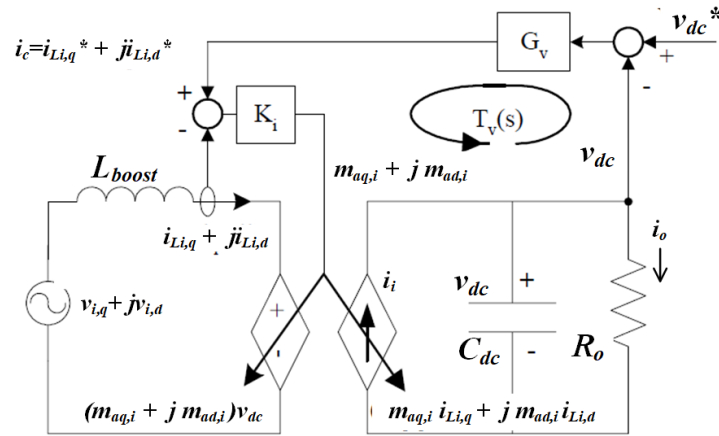 v_dc*
i_c=i_Li,q* + ji_Li,d*
G_v
+
-
+
-
K_i
T_v(s)
v_dc
L_boost
m_aq,i + j m_ad,i
i_Li,q + ji_Li,d
i_o
i_i
v_dc
+
v_i,q+jv_i,d
+
-
C_dc
-
R_o
(m_aq,i + j m_ad,i)v_dc
m_aq,i i_Li,q + j m_ad,i i_Li,d